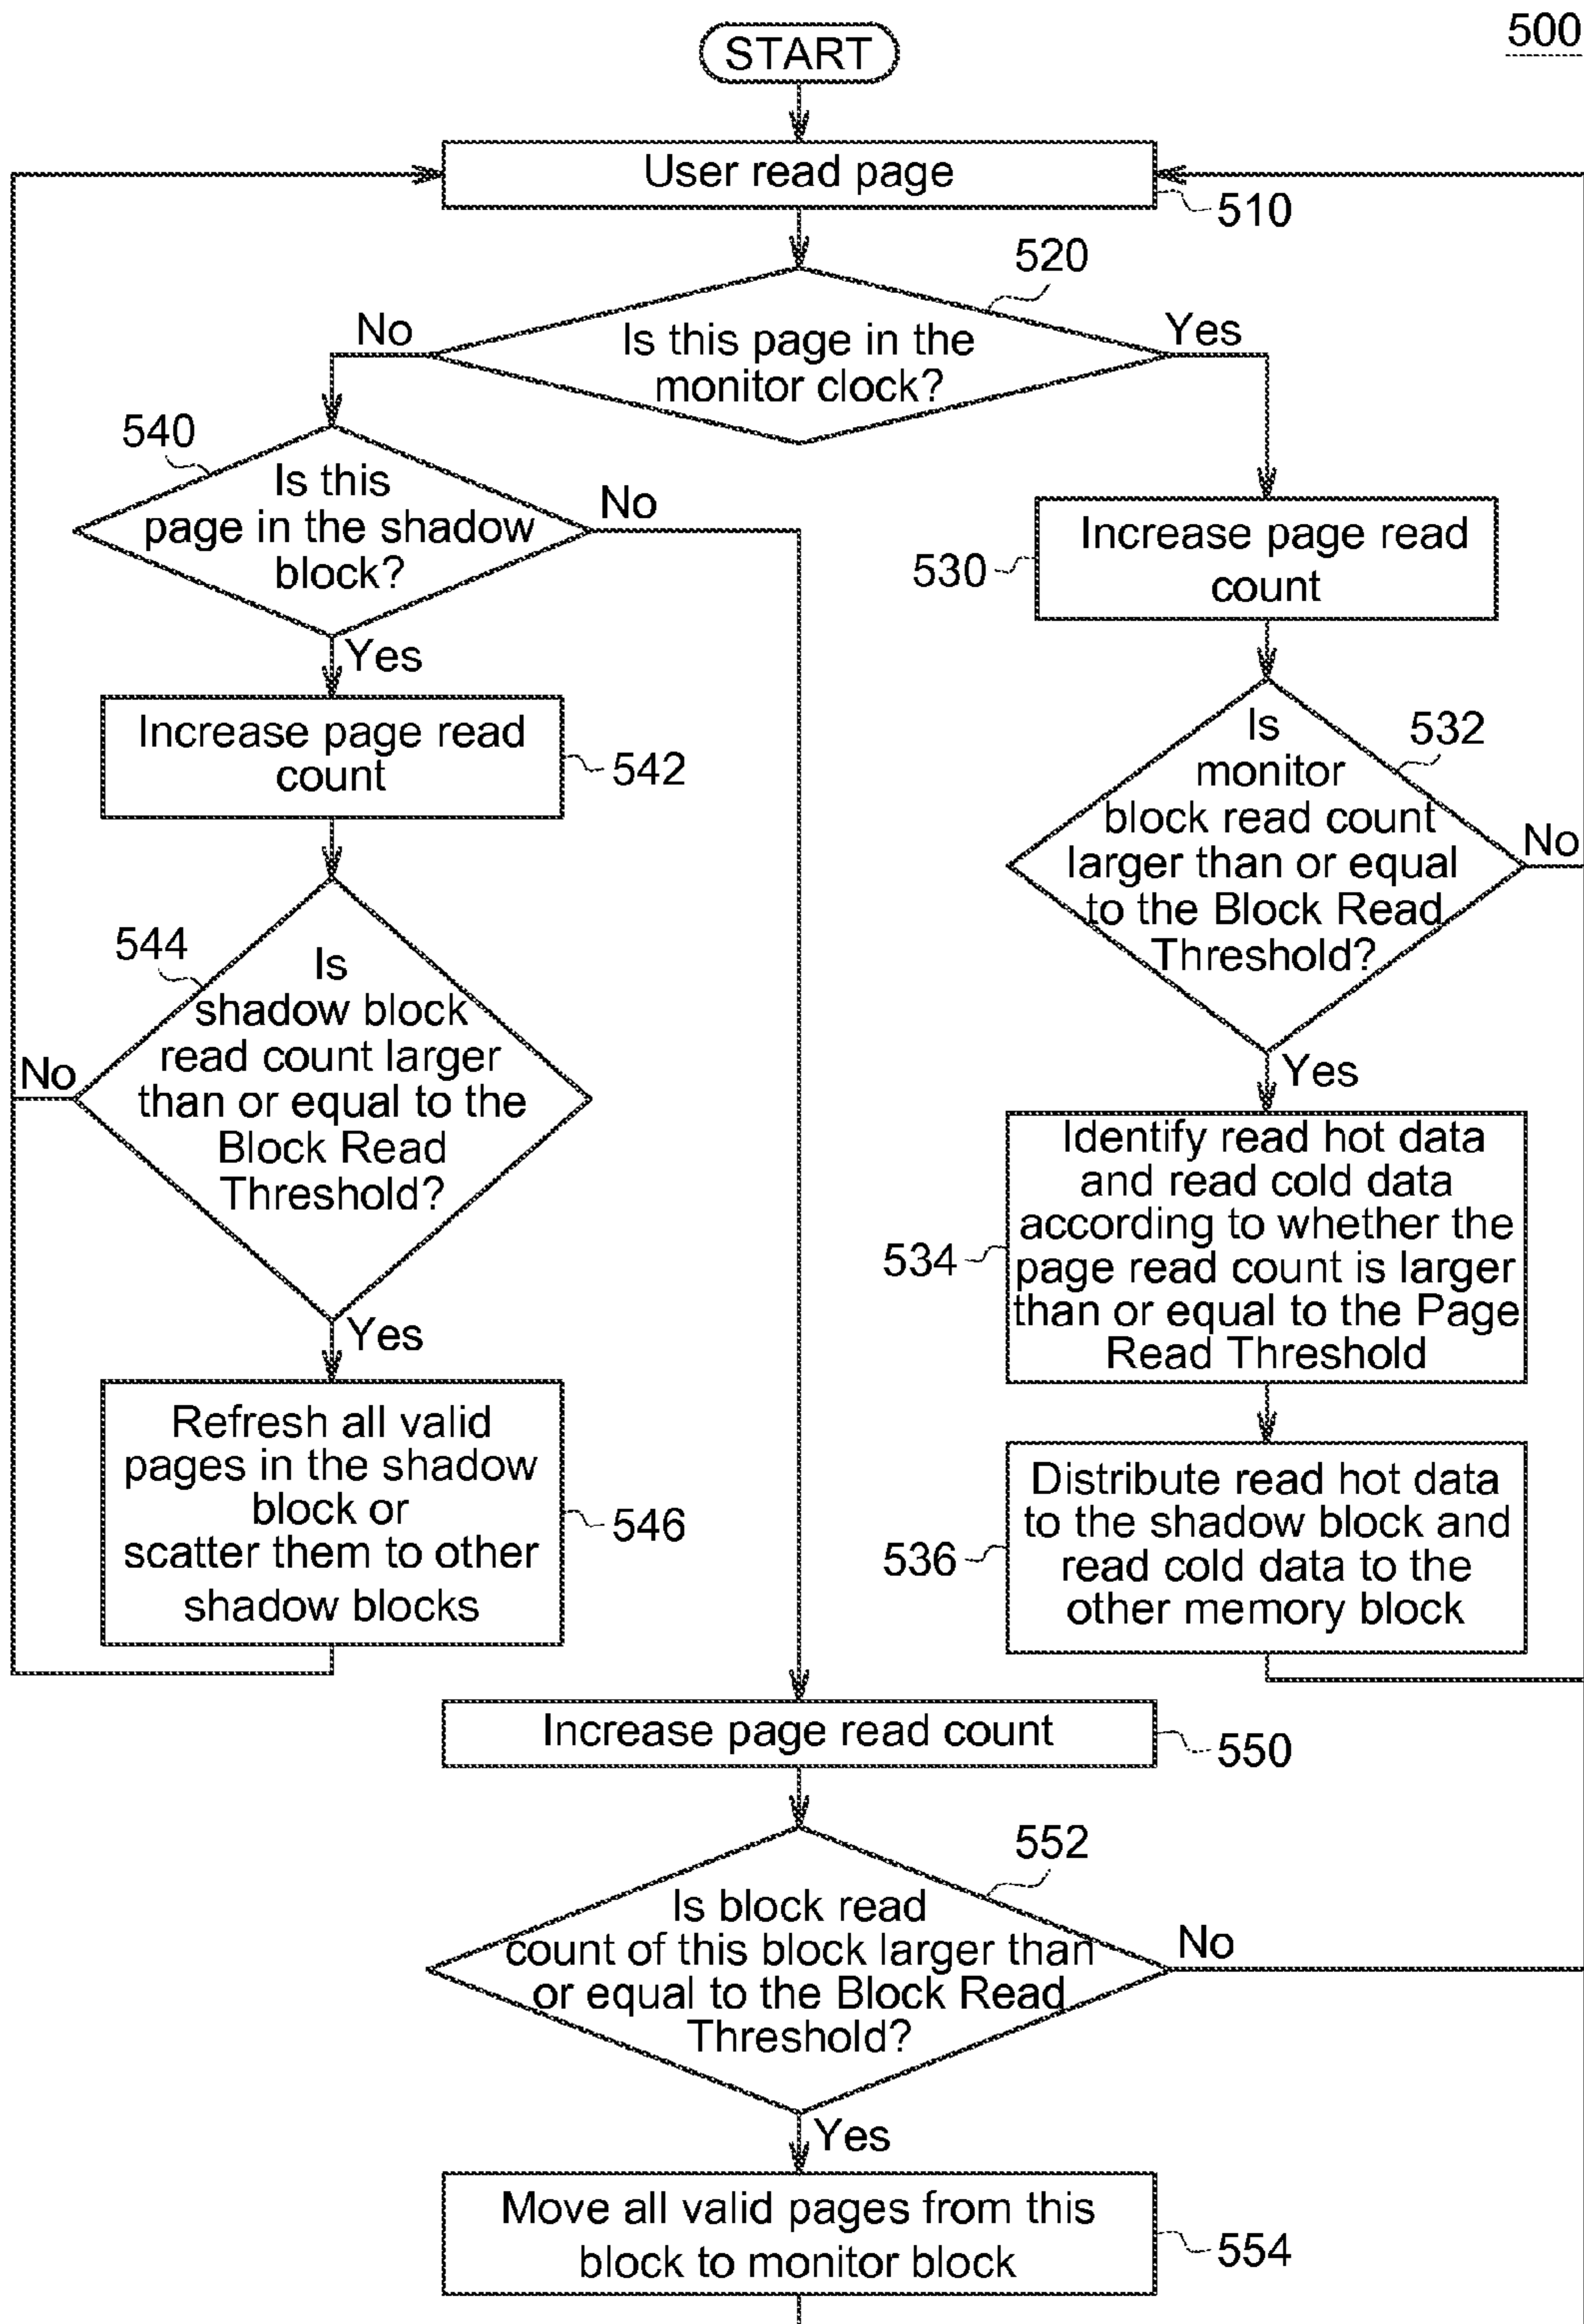 500
START
User read page
510
520
No
Is this page in the
monitor clock?
Yes
540
Is this
page in the shadow
block?
No
Yes
530
Increase page read
count
Increase page read
count
542
532
Is
monitor
block read count
larger than or equal
to the Block Read
Threshold?
No
Yes
544
Is
shadow block
read count larger
than or equal to the
Block Read
Threshold?
No
Yes
534
Identify read hot data
and read cold data
according to whether the
page read count is larger
than or equal to the Page
Read Threshold
Refresh all valid
pages in the shadow
block or
scatter them to other
shadow blocks
546
536
Distribute read hot data
to the shadow block and
read cold data to the
other memory block
Increase page read count
550
552
Is block read
count of this block larger than
or equal to the Block Read
Threshold?
No
Yes
Move all valid pages from this
block to monitor block
554